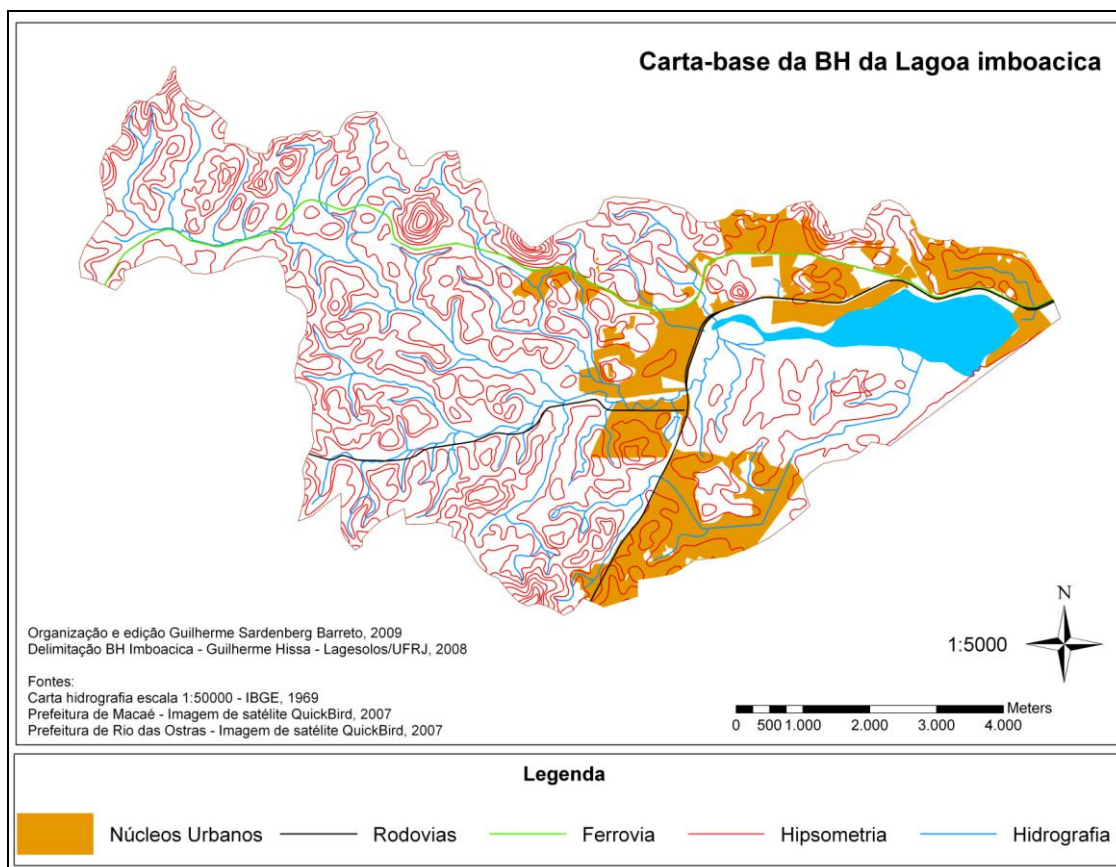 Carta-base da BH da Lagoa imboacica
Organização e edição Guilherme Sardenberg Barreto, 2009
Delimitação BH Imboacica - Guilherme Hissa - Lagesolos/UFRJ, 2008
Fontes:
Carta hidrografia escala 1:50000 - IBGE, 1969
Prefeitura de Macaé - Imagem de satélite QuickBird, 2007
Prefeitura de Rio das Ostras - Imagem de satélite QuickBird, 2007
N
1:5000
Meters
0 500 1.000 2.000 3.000 4.000
Legenda
Núcleos Urbanos Rodovias Ferrovia Hipsometria Hidrografia